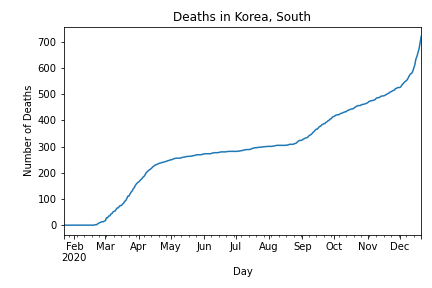 Deaths in Korea, South
Number of Deaths
700
600
500
400
300
200
100
0
Feb Mar Apr May Jun Jul Aug Sep Oct Nov Dec
2020
Day